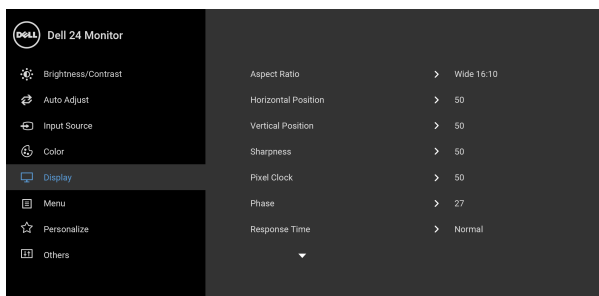 DELL Dell 24 Monitor
Brightness/Contrast Aspect Ratio Wide 16:10
Auto Adjust Horizontal Position 50
Input Source Vertical Position 50
Color Sharpness 50
Display Pixel Clock 50
Menu Phase 27
Personalize Response Time Normal
Others